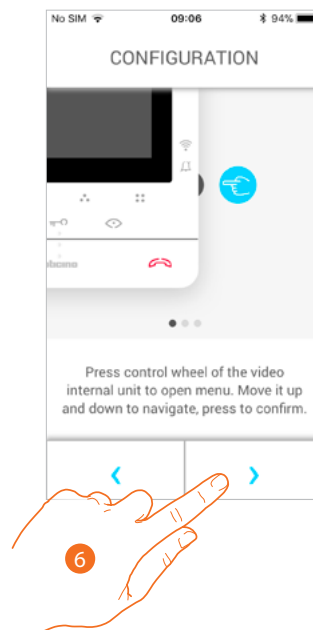 No SIM 09:06 94%
CONFIGURATION
Press control wheel of the video
internal unit to open menu. Move it up
and down to navigate, press to confirm.
6